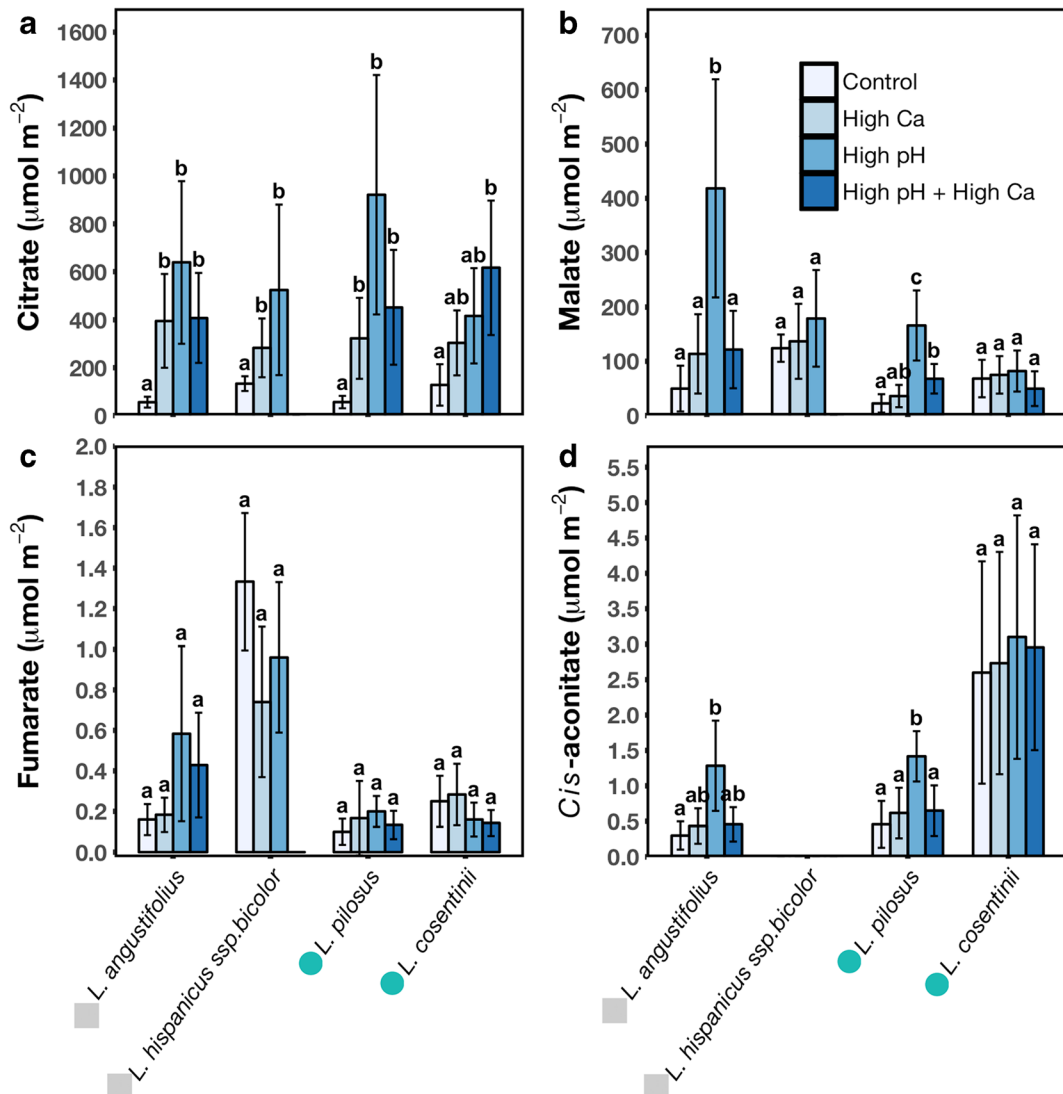 a
Citrate (μmol m⁻²)
1600
1400
1200
1000
800
600
400
200
0
a b b b
a b b
a b b b
a ab ab b
b
Malate (μmol m⁻²)
700
600
500
400
300
200
100
0
a a b a
a a a
a ab c b
a a a a
Control
High Ca
High pH
High pH + High Ca
c
Fumarate (μmol m⁻²)
2.0
1.8
1.6
1.4
1.2
1.0
0.8
0.6
0.4
0.2
0.0
a a a a
a a a
a a a a
a a a a
L. angustifolius
L. hispanicus ssp.bicolor
L. pilosus
L. cosentinii
d
Cis-aconitate (μmol m⁻²)
5.5
5.0
4.5
4.0
3.5
3.0
2.5
2.0
1.5
1.0
0.5
0.0
a ab b ab
a a b a
a a a a
L. angustifolius
L. hispanicus ssp.bicolor
L. pilosus
L. cosentinii